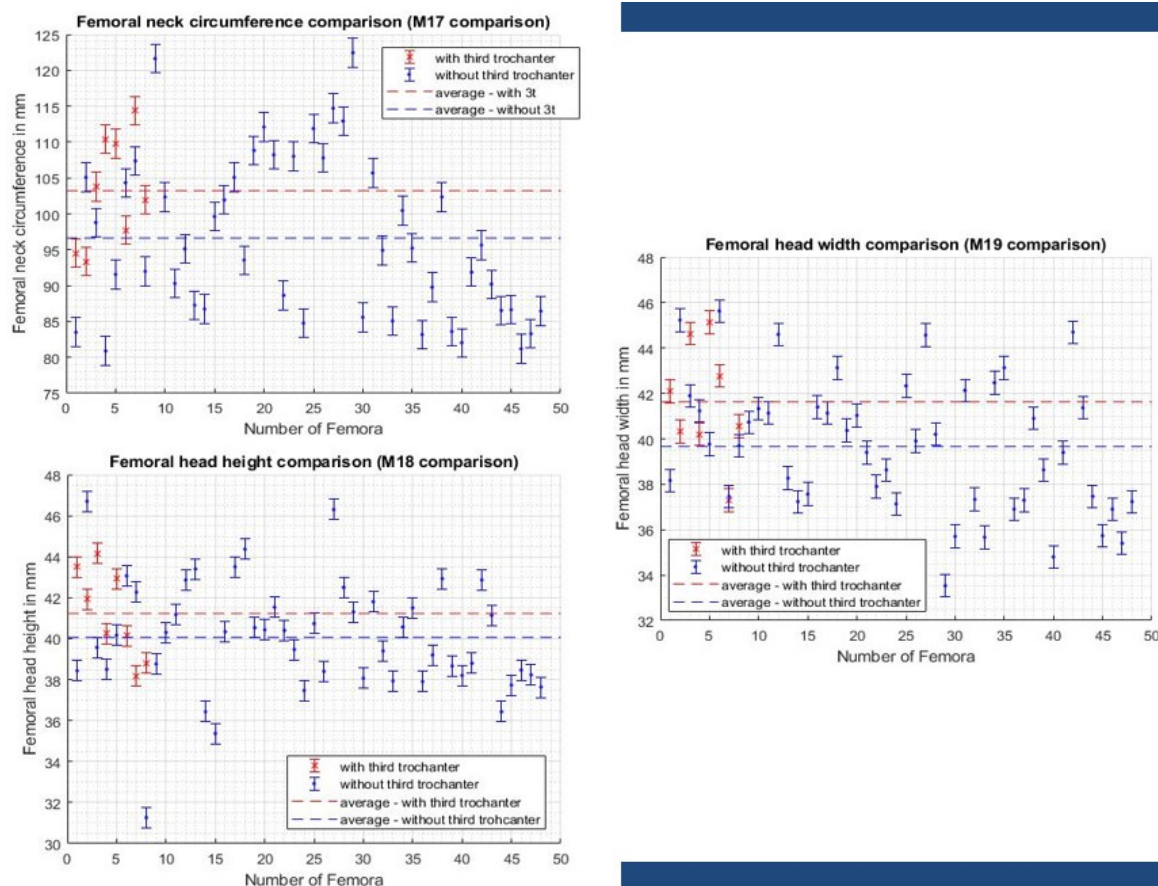 Femoral neck circumference comparison (M17 comparison)
125
120
115
110
105
100
95
90
85
80
75
Femoral neck circumference in mm
with third trochanter
without third trochanter
average - with 3t
average - without 3t
0 5 10 15 20 25 30 35 40 45 50
Number of Femora
Femoral head height comparison (M18 comparison)
48
46
44
42
40
38
36
34
32
30
Femoral head height in mm
with third trochanter
without third trochanter
average - with third trochanter
average - without third trohcanter
0 5 10 15 20 25 30 35 40 45 50
Number of Femora
Femoral head width comparison (M19 comparison)
48
46
44
42
40
38
36
34
32
Femoral head width in mm
with third trochanter
without third trochanter
average - with third trochanter
average - without third trochanter
0 5 10 15 20 25 30 35 40 45 50
Number of Femora